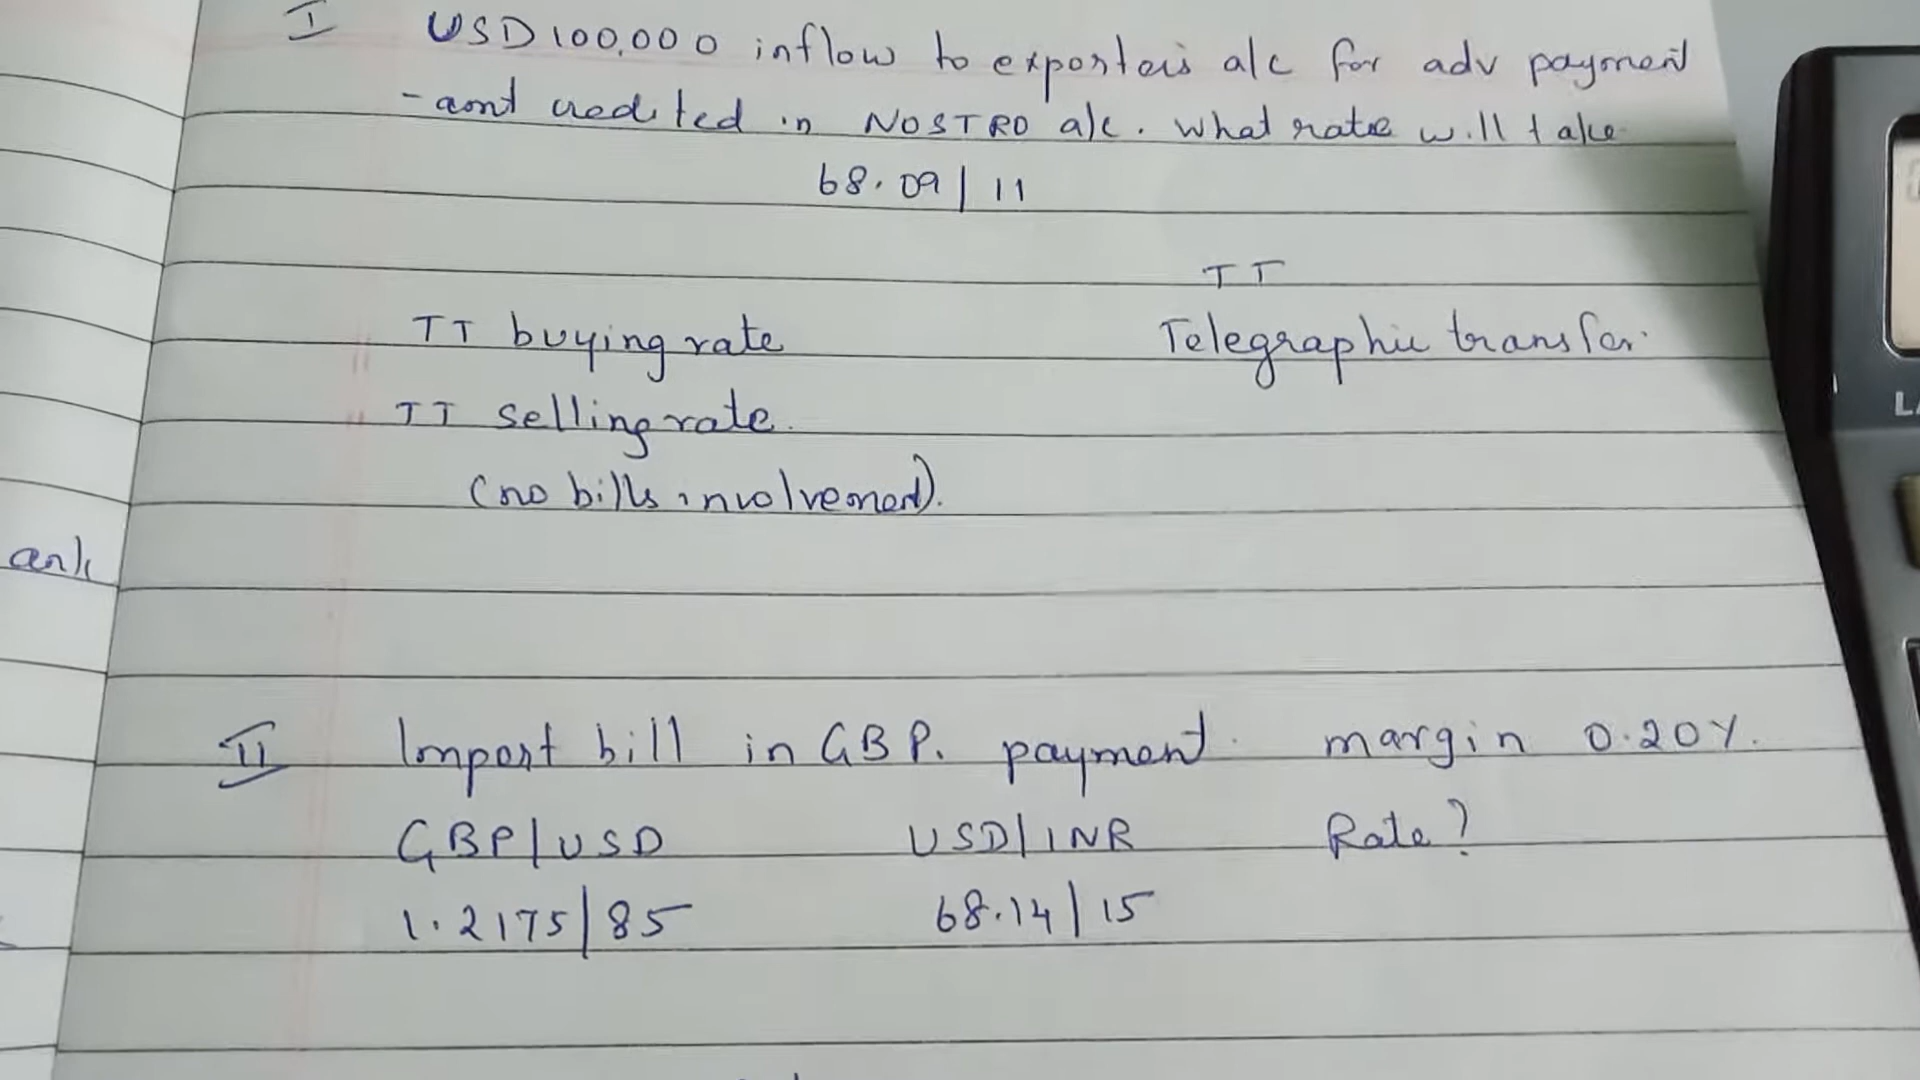 I USD 100,000 inflow to exporters a/c for adv payment
- amt credited in NOSTRO a/c. What rate will take
68.09 | 11
TT
TT buying rate Telegraphic transfer.
TT selling rate.
(no bills involvement).
ank
II Import bill in GBP. payment. margin 0.20%.
GBP/USD USD/INR Rate?
1.2175/85 68.14/15